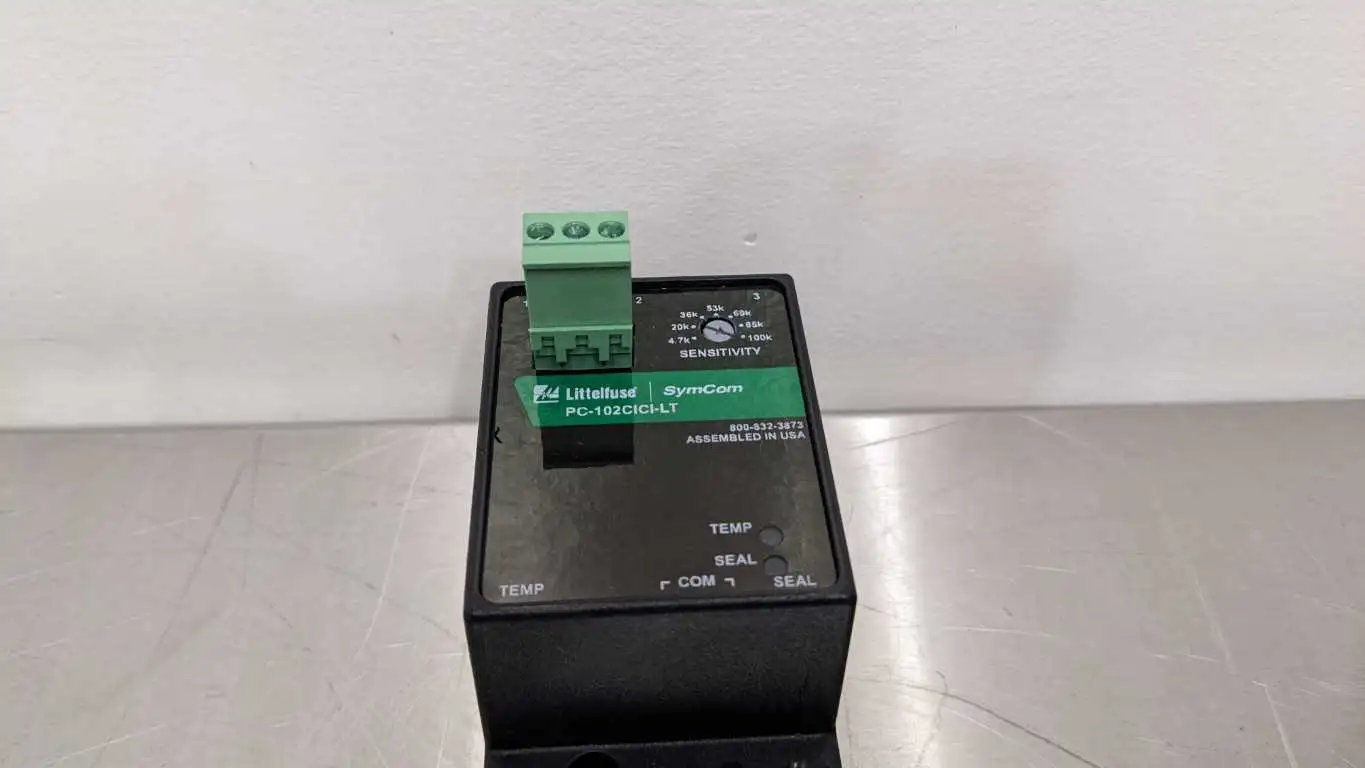 1 2 3
36k 53k 69k
20k 85k
4.7k 100k
SENSITIVITY
Littelfuse | SymCom
PC-102CICI-LT
800-832-3873
ASSEMBLED IN USA
TEMP
SEAL
TEMP COM SEAL